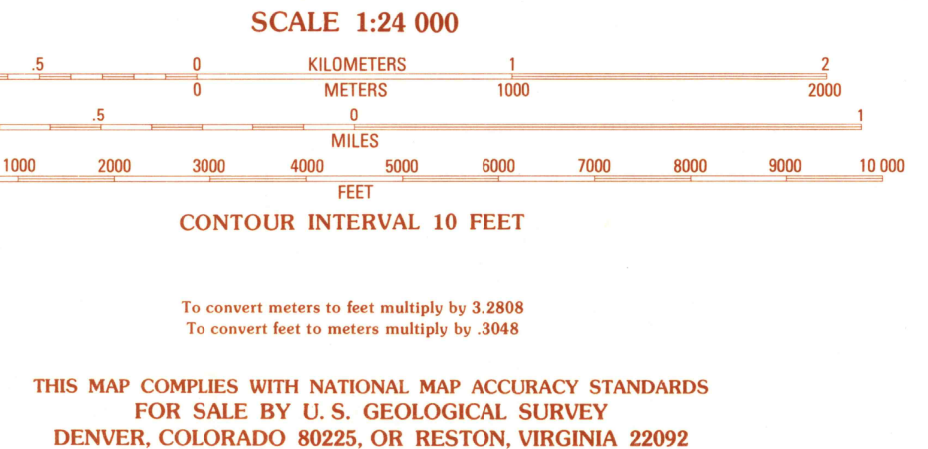 SCALE 1:24 000
.5 0 KILOMETERS 1 2
0 METERS 1000 2000
.5 0 1
MILES
1000 2000 3000 4000 5000 6000 7000 8000 9000 10 000
FEET
CONTOUR INTERVAL 10 FEET
To convert meters to feet multiply by 3.2808
To convert feet to meters multiply by .3048
THIS MAP COMPLIES WITH NATIONAL MAP ACCURACY STANDARDS
FOR SALE BY U. S. GEOLOGICAL SURVEY
DENVER, COLORADO 80225, OR RESTON, VIRGINIA 22092